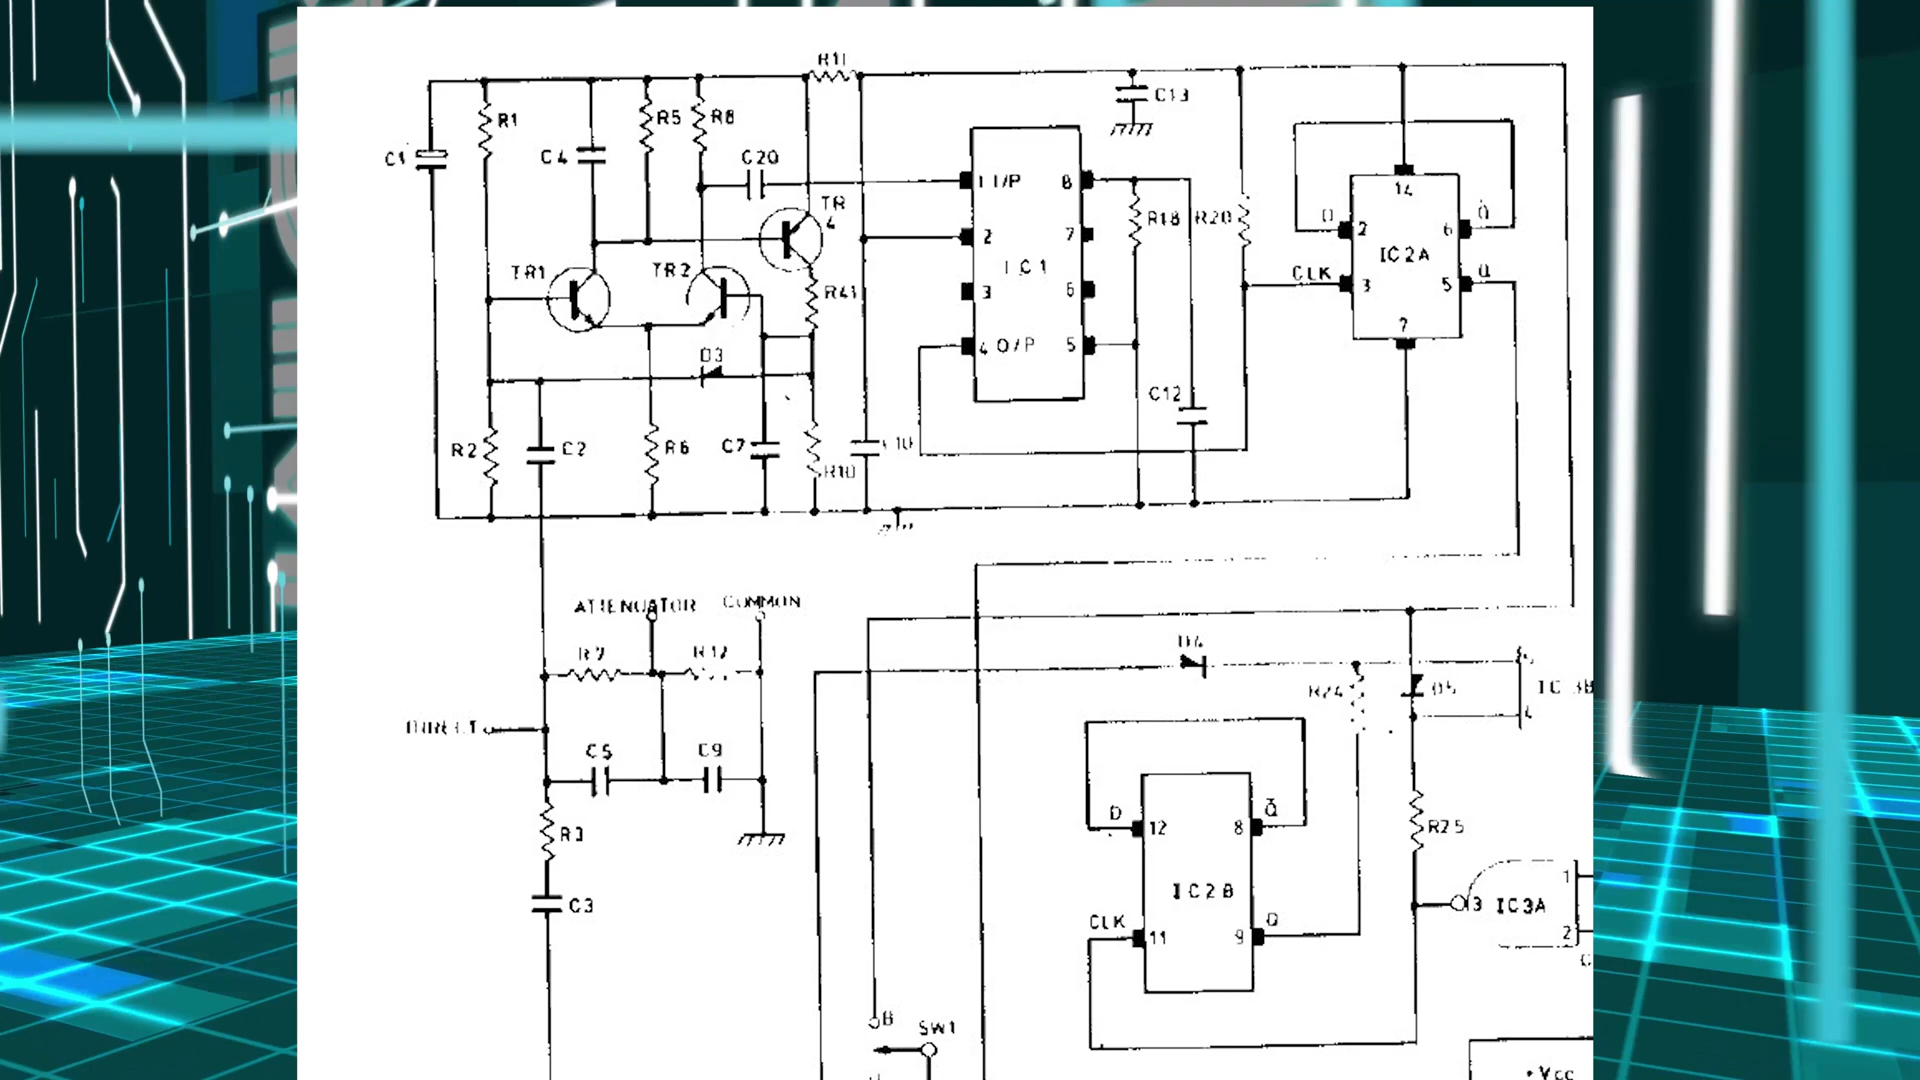 R11
C13
R1
R5
R8
C4
C1
C20
1 I/P
8
14
TR
4
D
2
6
Q̄
R18
R20
2
7
IC2A
TR1
TR2
IC1
CLK
3
5
Q
R41
3
6
7
4 O/P
5
D3
C12
R2
C2
R6
C7
R10
ATTENUATOR
COMMON
D4
R12
R24
D5
DIRECT
C5
C9
D
12
8
Q̄
R3
R25
IC2B
1
C3
3
IC3A
CLK
11
9
Q
2
B
SW1
+Vcc